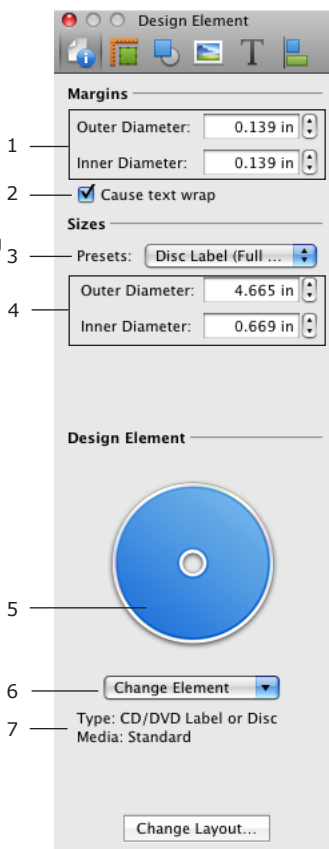 Design Element
T
Margins
1
Outer Diameter: 0.139 in
Inner Diameter: 0.139 in
2 Cause text wrap
Sizes
3 Presets: Disc Label (Full ...
4
Outer Diameter: 4.665 in
Inner Diameter: 0.669 in
Design Element
5
6 Change Element
7 Type: CD/DVD Label or Disc
Media: Standard
Change Layout...